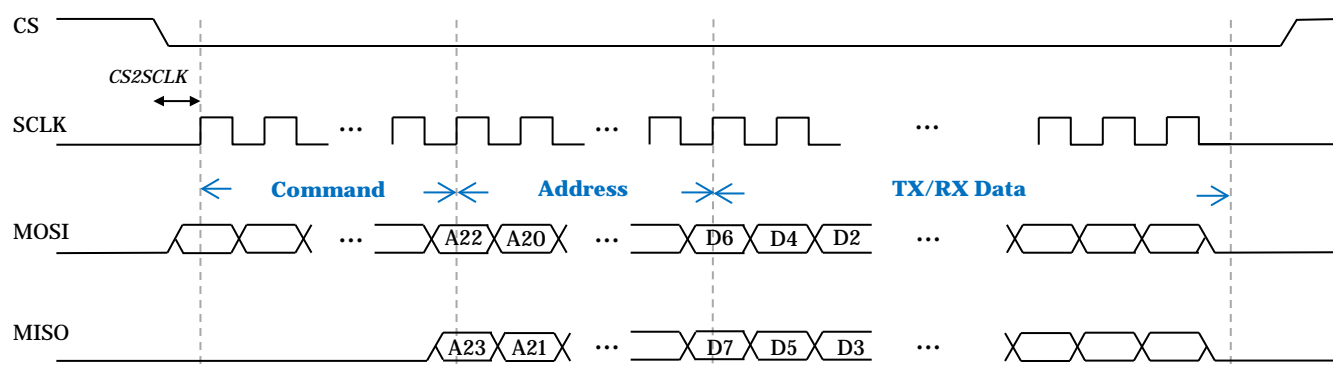 CS
CS2SCLK
SCLK ... ... ...
Command Address TX/RX Data
MOSI ... A22 A20 ... D6 D4 D2 ...
MISO A23 A21 ... D7 D5 D3 ...